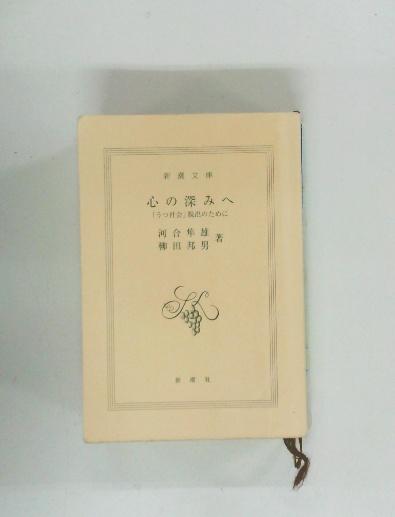 新潮文庫
心の深みへ
「うつ社会」脱出のために
河合隼雄
柳田邦男 著
新潮社